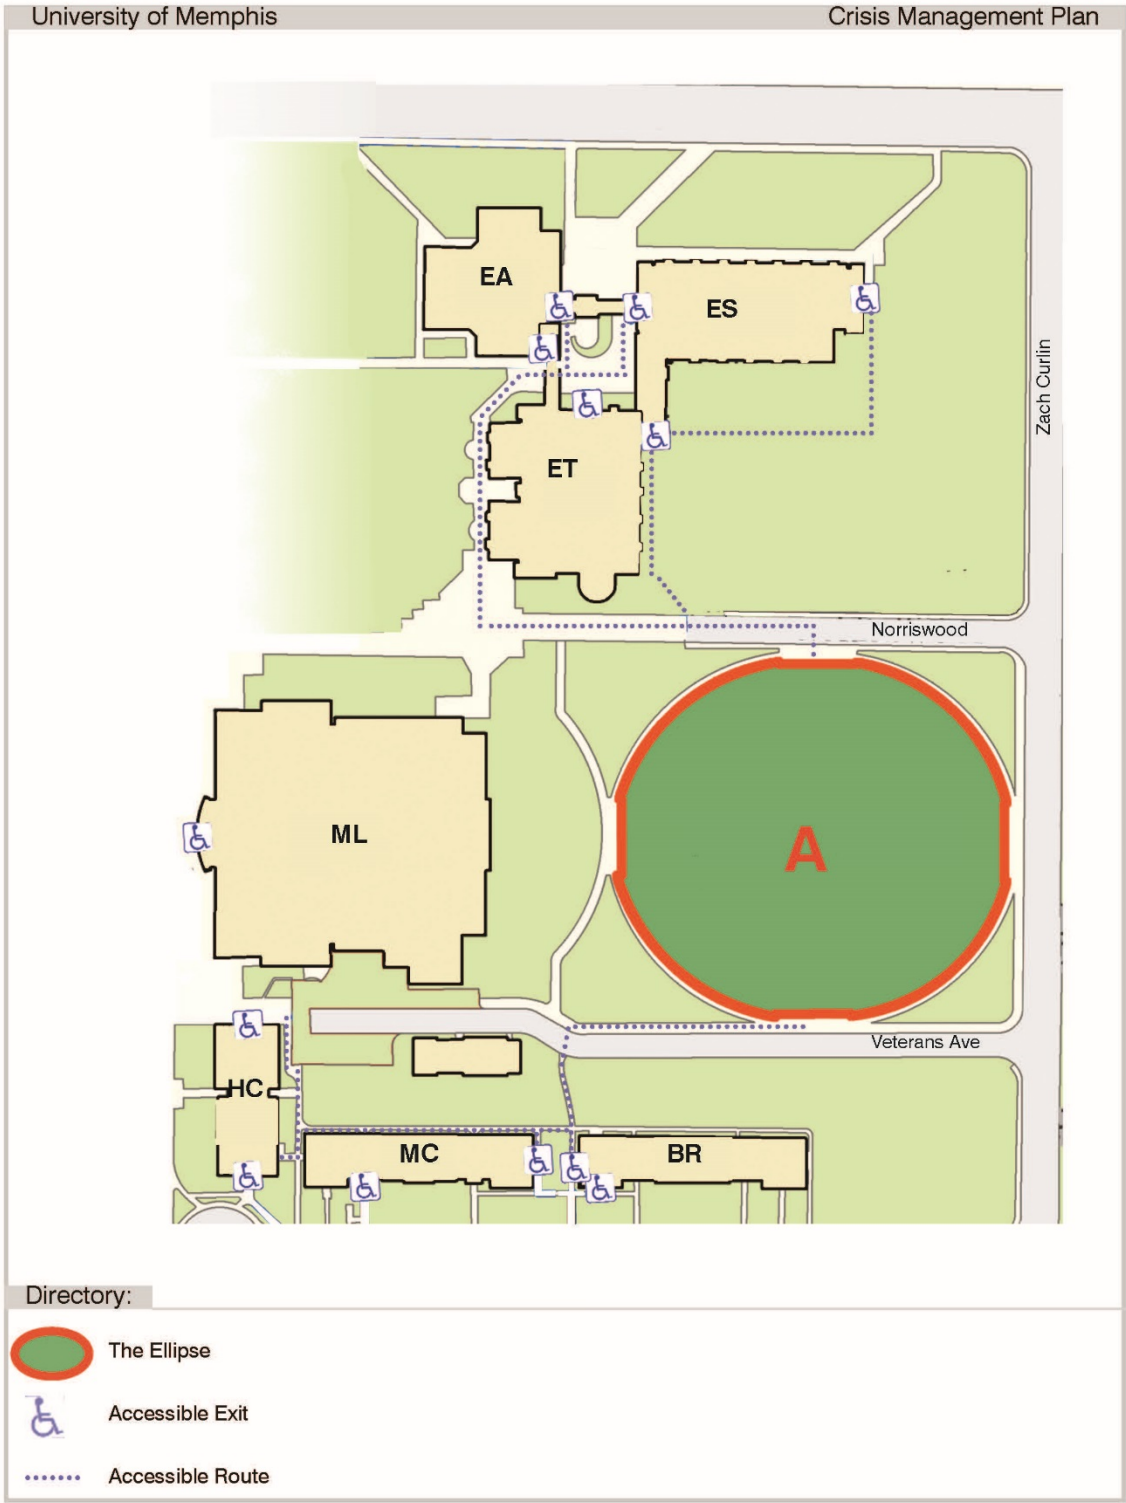 University of Memphis
Crisis Management Plan
EA
ES
Zach Curlin
ET
Norriswood
ML
A
Veterans Ave
HC
MC
BR
Directory:
The Ellipse
Accessible Exit
Accessible Route